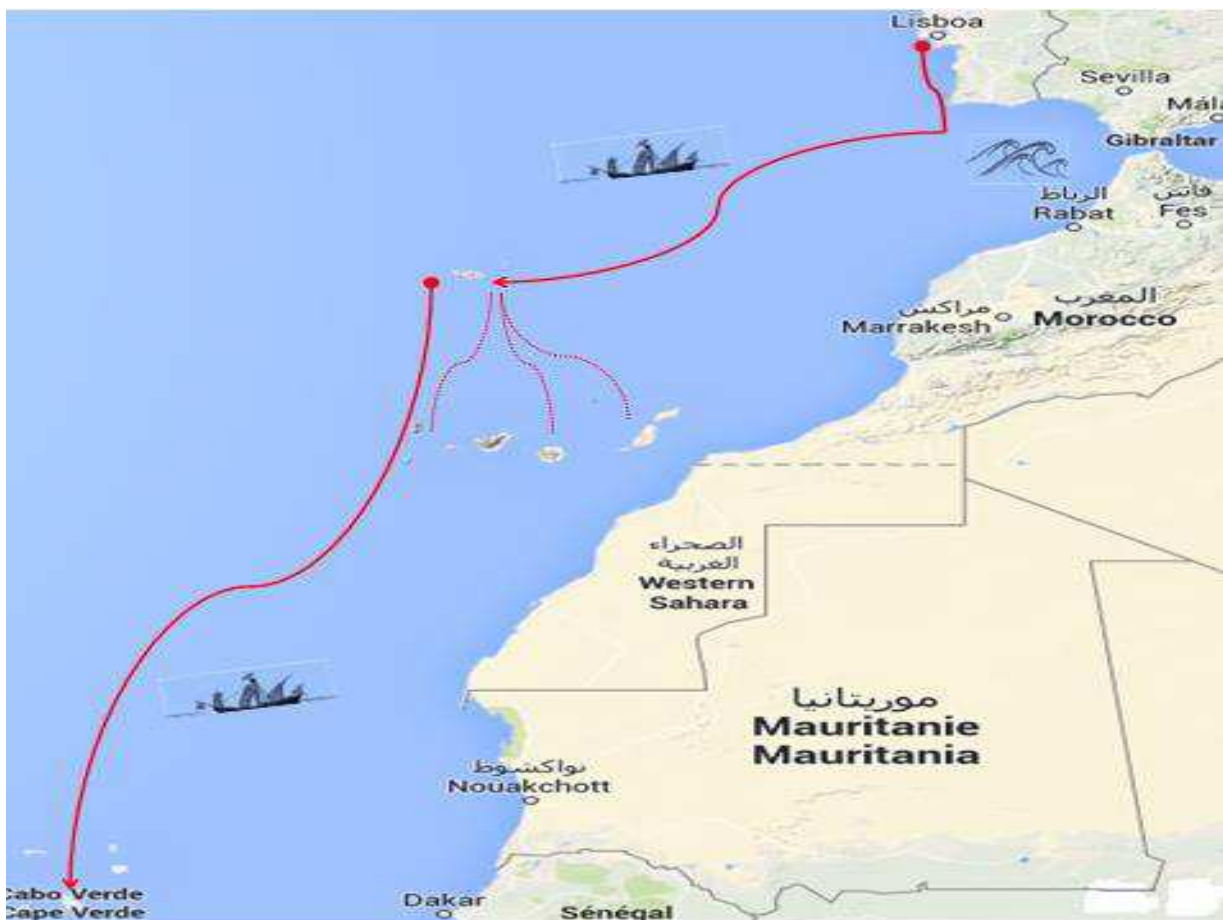 Lisboa
Sevilla
Mála
Gibraltar
الرباط
Rabat
فاس
Fes
مراكش
Marrakesh
المغرب
Morocco
الصحراء
الغربية
Western
Sahara
موريتانيا
Mauritanie
Mauritania
نواكشوط
Nouakchott
Cabo Verde
Cape Verde
Dakar
Sénégal